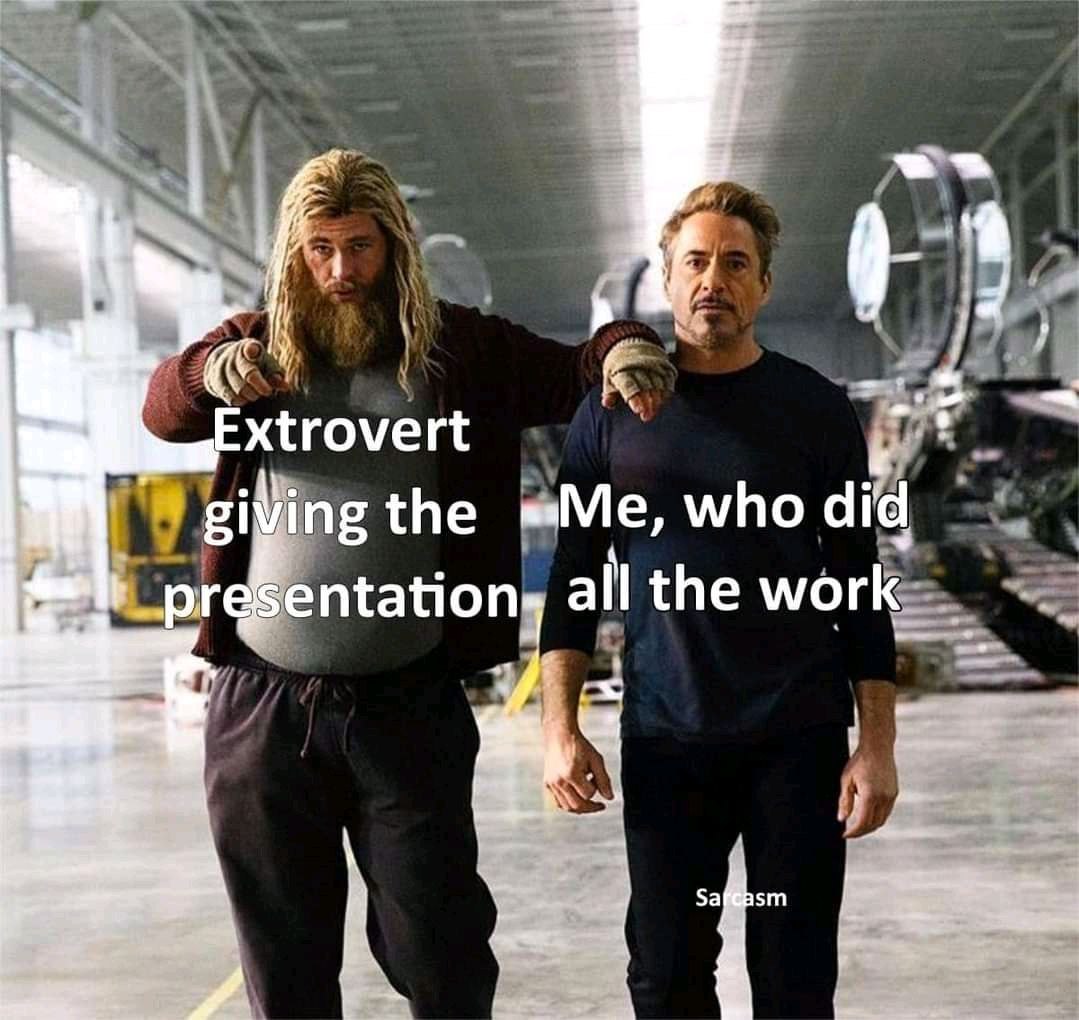 Extrovert
giving the
presentation
Me, who did
all the work
Sarcasm